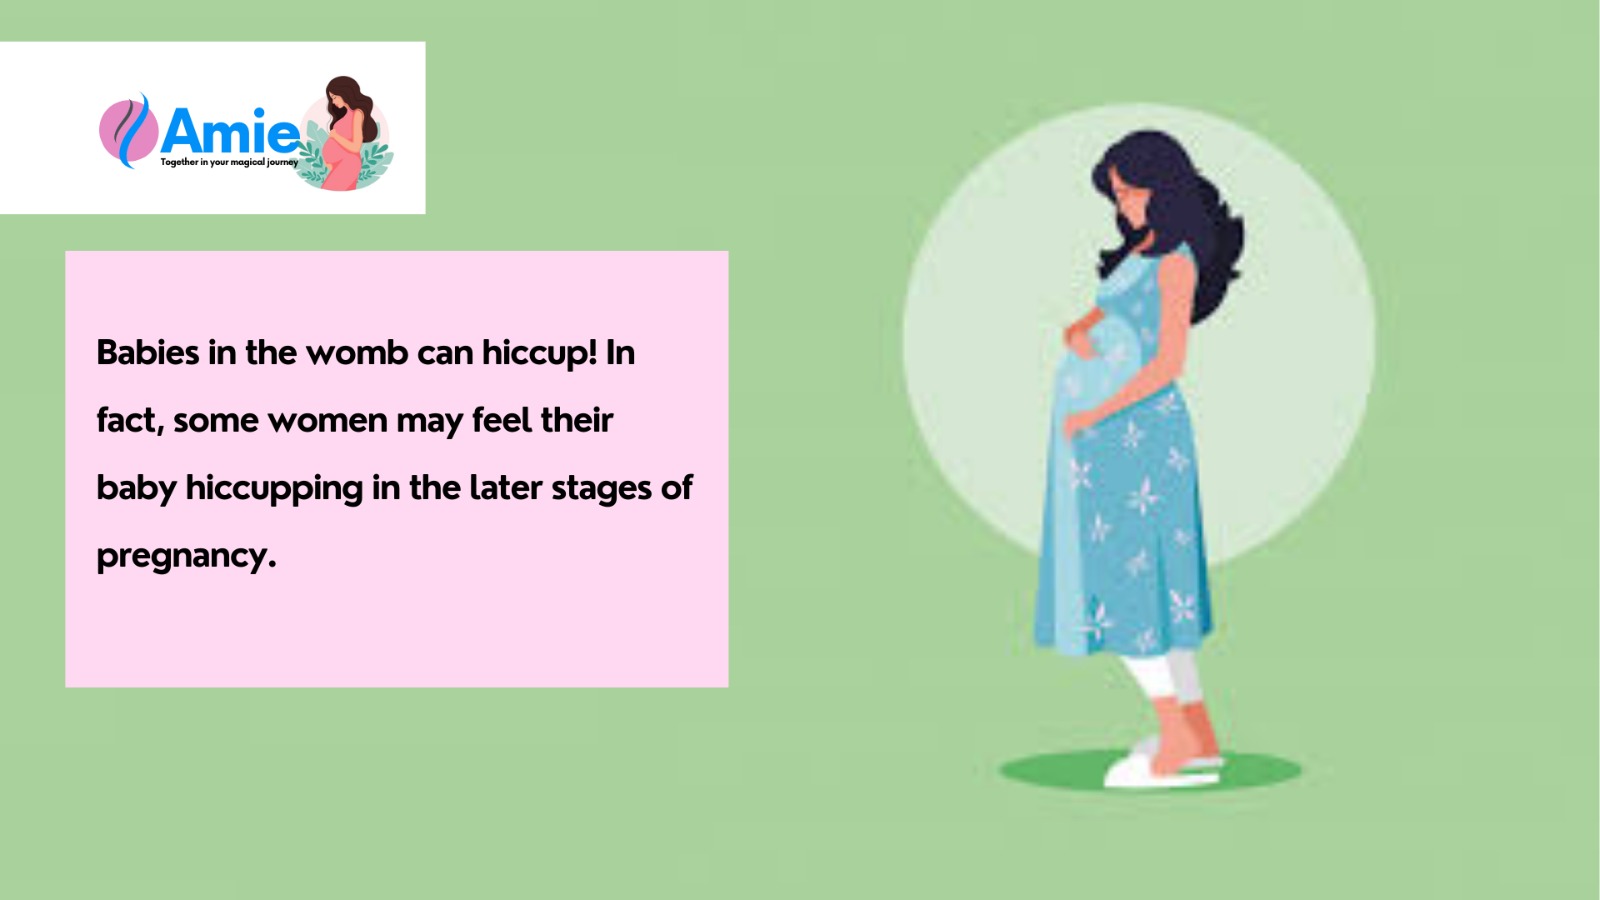 Amie
Together in your magical journey
Babies in the womb can hiccup! In
fact, some women may feel their
baby hiccupping in the later stages of
pregnancy.